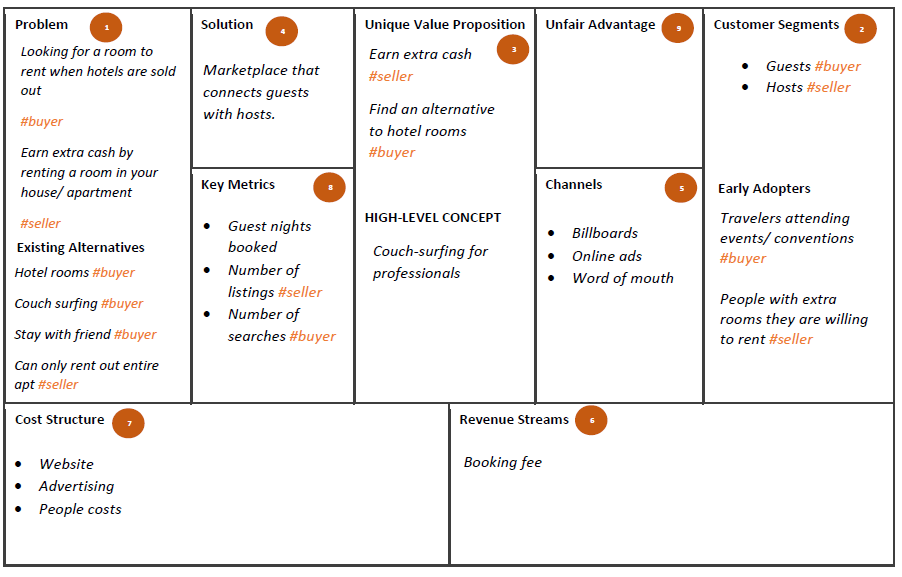 Problem 1
Looking for a room to
rent when hotels are sold
out
#buyer
Earn extra cash by
renting a room in your
house/ apartment
#seller
Existing Alternatives
Hotel rooms #buyer
Couch surfing #buyer
Stay with friend #buyer
Can only rent out entire
apt #seller
Solution 4
Marketplace that
connects guests
with hosts.
Key Metrics 8
• Guest nights
booked
• Number of
listings #seller
• Number of
searches #buyer
Unique Value Proposition
3
Earn extra cash
#seller
Find an alternative
to hotel rooms
#buyer
HIGH-LEVEL CONCEPT
Couch-surfing for
professionals
Unfair Advantage 9
Channels 5
• Billboards
• Online ads
• Word of mouth
Customer Segments 2
• Guests #buyer
• Hosts #seller
Early Adopters
Travelers attending
events/ conventions
#buyer
People with extra
rooms they are willing
to rent #seller
Cost Structure 7
• Website
• Advertising
• People costs
Revenue Streams 6
Booking fee